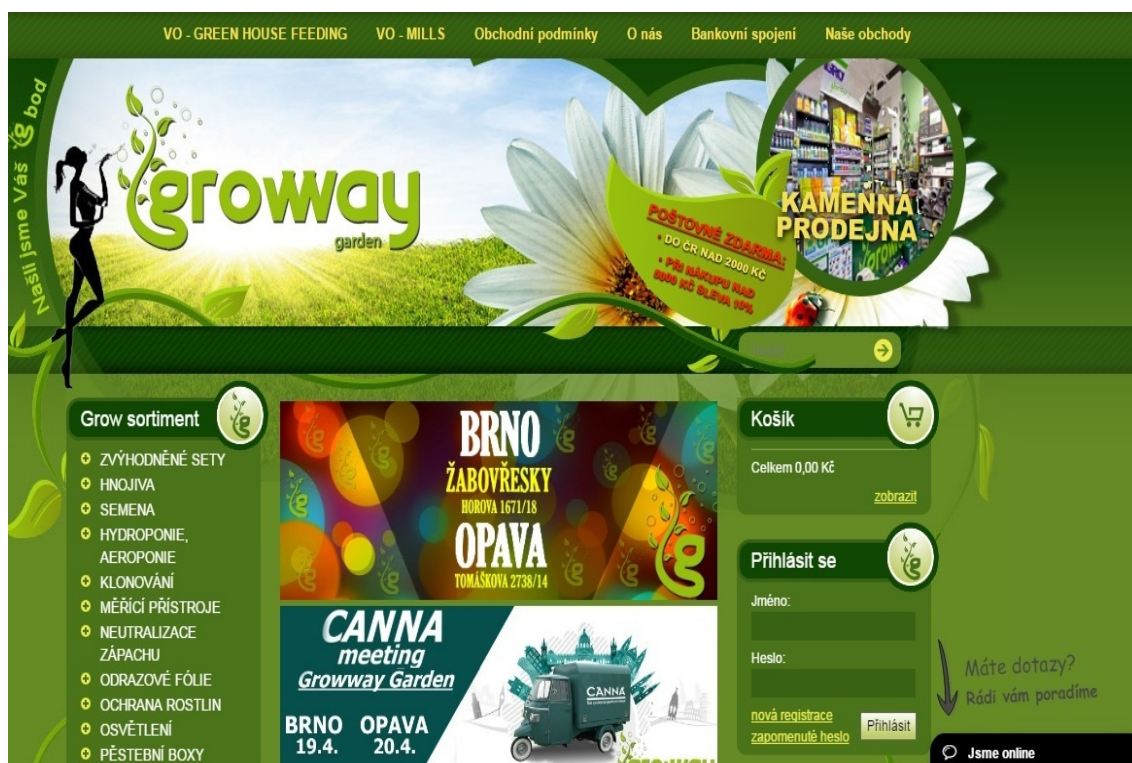 VO - GREEN HOUSE FEEDING VO - MILLS Obchodní podmínky O nás Bankovní spojení Naše obchody
Našli jsme Váš g bod
growway
garden
POŠTOVNÉ ZDARMA:
• DO ČR NAD 2000 KČ
• PŘI NÁKUPU NAD
5000 KČ SLEVA 10%
KAMENNÁ
PRODEJNA
Grow sortiment
ZVÝHODNĚNÉ SETY
HNOJIVA
SEMENA
HYDROPONIE,
AEROPONIE
KLONOVÁNÍ
MĚŘÍCÍ PŘÍSTROJE
NEUTRALIZACE
ZÁPACHU
ODRAZOVÉ FÓLIE
OCHRANA ROSTLIN
OSVĚTLENÍ
PĚSTEBNÍ BOXY
BRNO
ŽABOVŘESKY
HOROVA 1671/18
OPAVA
TOMÁŠKOVA 2738/14
CANNA
meeting
Growway Garden
BRNO OPAVA
19.4. 20.4.
CANNA
growway
Košík
Celkem 0,00 Kč
zobrazit
Přihlásit se
Jméno:
Heslo:
nová registrace
zapomenuté heslo
Přihlásit
Máte dotazy?
Rádi vám poradíme
Jsme online